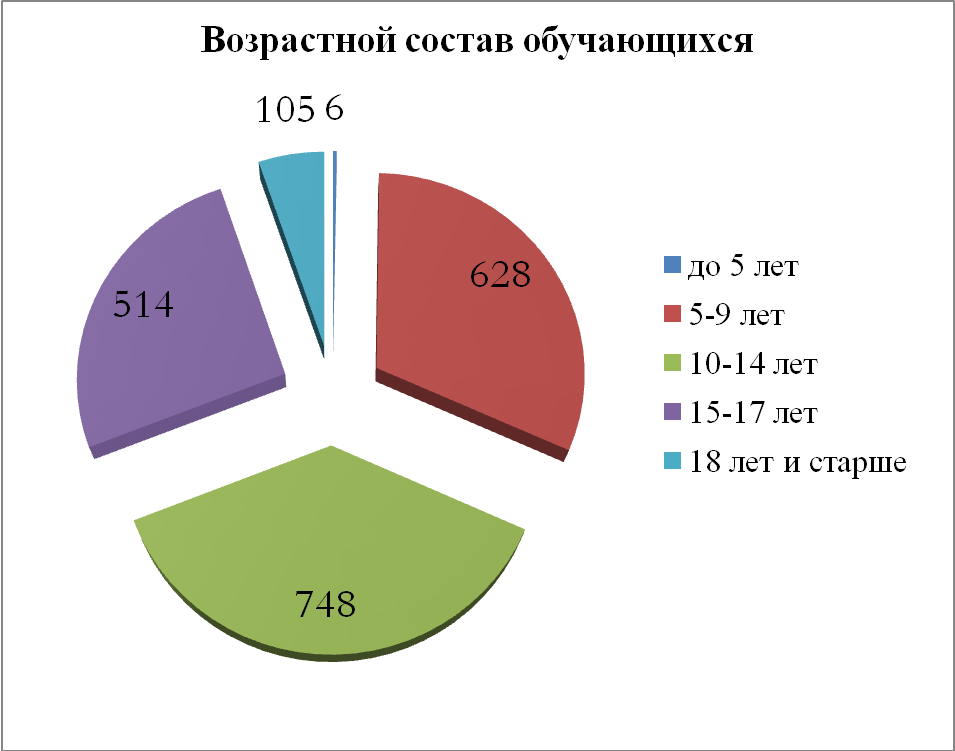 Возрастной состав обучающихся
105 6
628
514
748
до 5 лет
5-9 лет
10-14 лет
15-17 лет
18 лет и старше